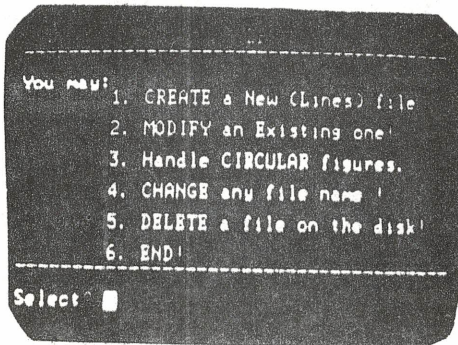 You may:
1. CREATE a New (Lines) file
2. MODIFY an Existing one!
3. Handle CIRCULAR figures.
4. CHANGE any file name !
5. DELETE a file on the disk!
6. END!
Select^